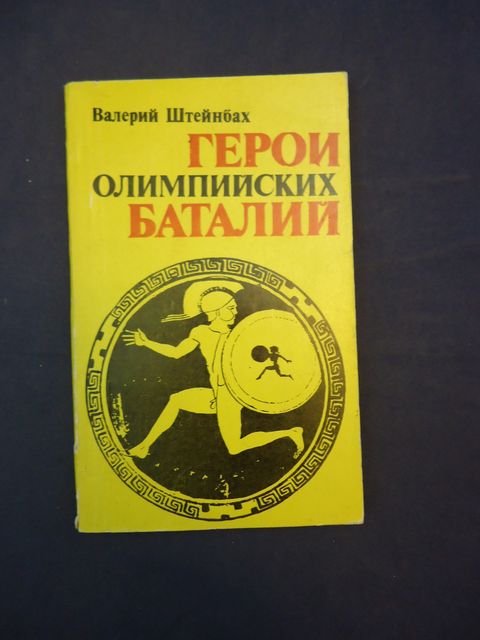 Валерий Штейнбах
ГЕРОИ
ОЛИМПИЙСКИХ
БАТАЛИЙ